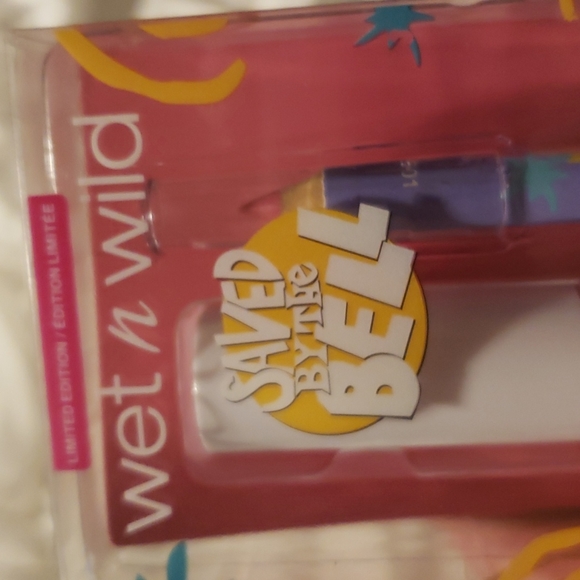 LIMITED EDITION / ÉDITION LIMITÉE
wet n wild
SAVED
BY THE
BELL